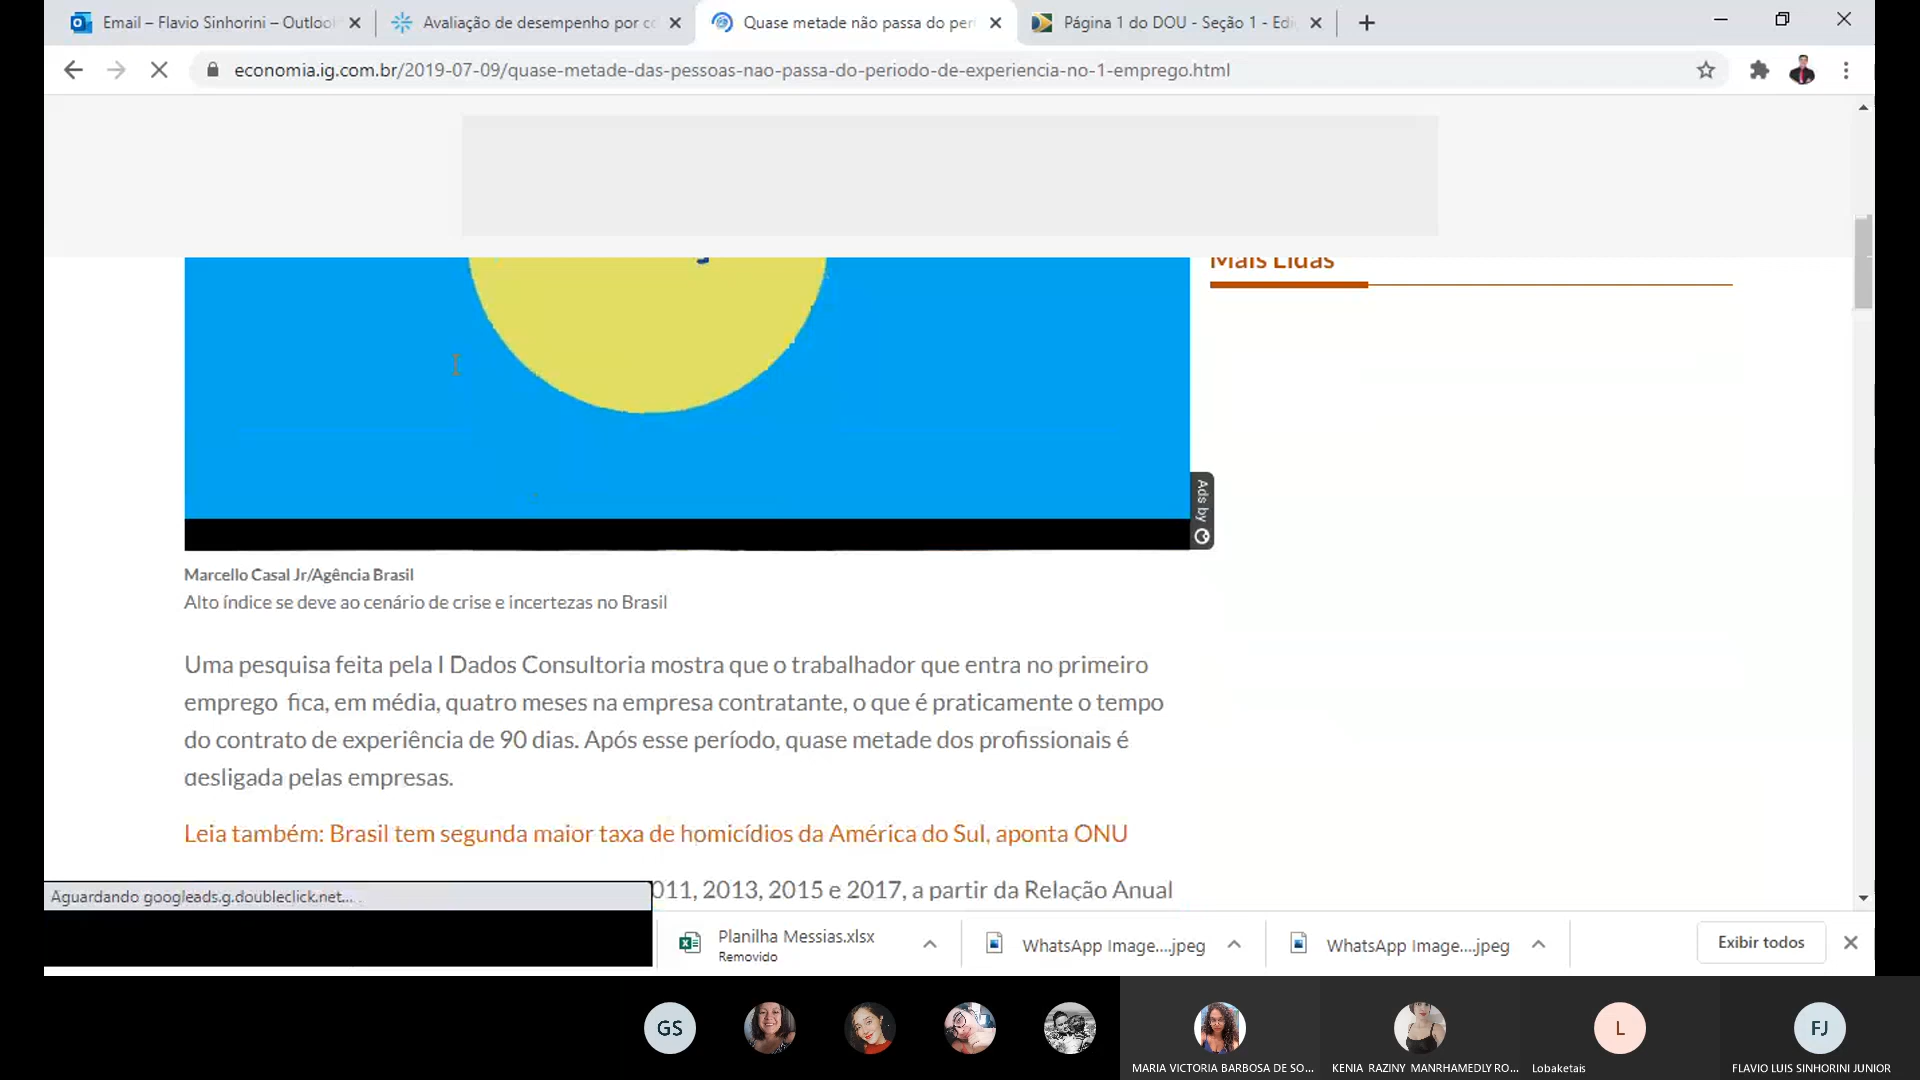 Email – Flavio Sinhorini – Outlook
Avaliação de desempenho por co
Quase metade não passa do perí
Página 1 do DOU - Seção 1 - Edi
economia.ig.com.br/2019-07-09/quase-metade-das-pessoas-nao-passa-do-periodo-de-experiencia-no-1-emprego.html
Mais Lidas
Ads by
Marcello Casal Jr/Agência Brasil
Alto índice se deve ao cenário de crise e incertezas no Brasil
Uma pesquisa feita pela I Dados Consultoria mostra que o trabalhador que entra no primeiro
emprego fica, em média, quatro meses na empresa contratante, o que é praticamente o tempo
do contrato de experiência de 90 dias. Após esse período, quase metade dos profissionais é
desligada pelas empresas.
Leia também: Brasil tem segunda maior taxa de homicídios da América do Sul, aponta ONU
011, 2013, 2015 e 2017, a partir da Relação Anual
Aguardando googleads.g.doubleclick.net...
Planilha Messias.xlsx
Removido
WhatsApp Image....jpeg
WhatsApp Image....jpeg
Exibir todos
GS
L
FJ
MARIA VICTORIA BARBOSA DE SO...
KENIA RAZINY MANRHAMEDLY RO...
Lobaketais
FLAVIO LUIS SINHORINI JUNIOR